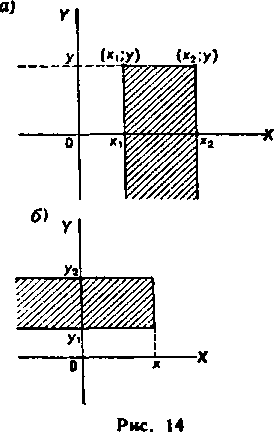 а)
Y
y (x₁;y) (x₂;y)
0 x₁ x₂ X
б)
Y
y₂
y₁
0 x X
Рис. 14